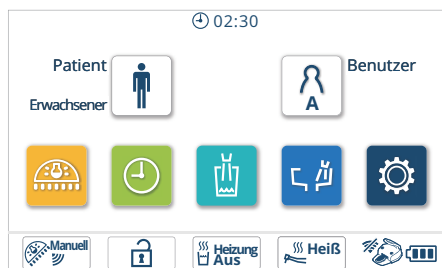 02:30
Patient
Erwachsener
Benutzer
A
Manuell
Heizung
Aus
Heiß